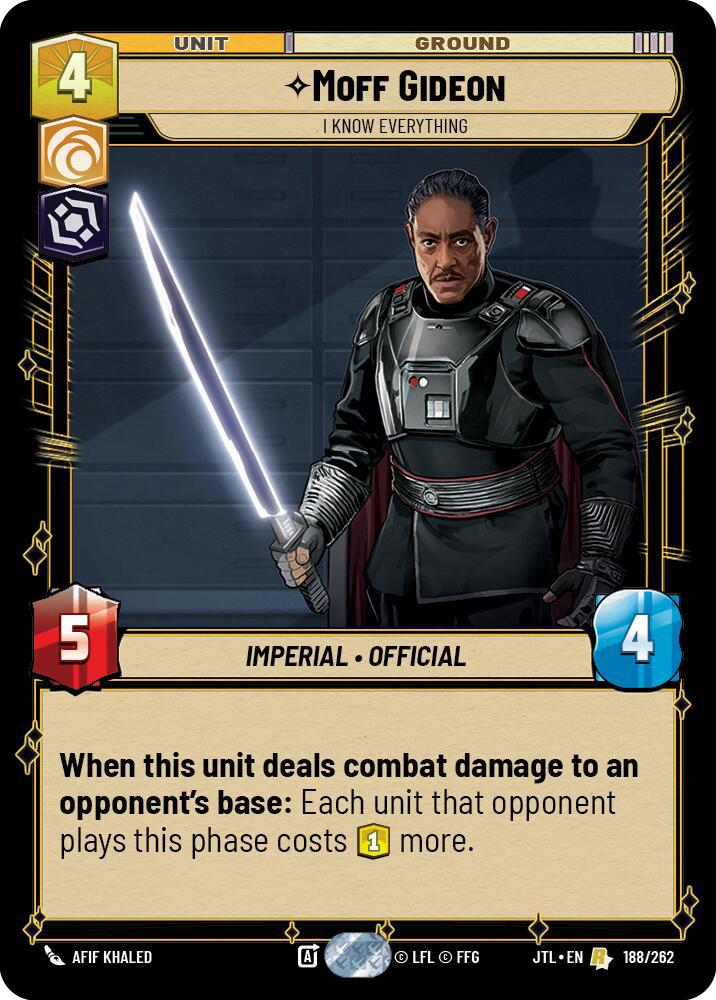 UNIT
GROUND
4
MOFF GIDEON
I KNOW EVERYTHING
5
IMPERIAL • OFFICIAL
4
When this unit deals combat damage to an
opponent's base: Each unit that opponent
plays this phase costs 1 more.
AFIF KHALED
A
© LFL © FFG
JTL • EN
R
188/262